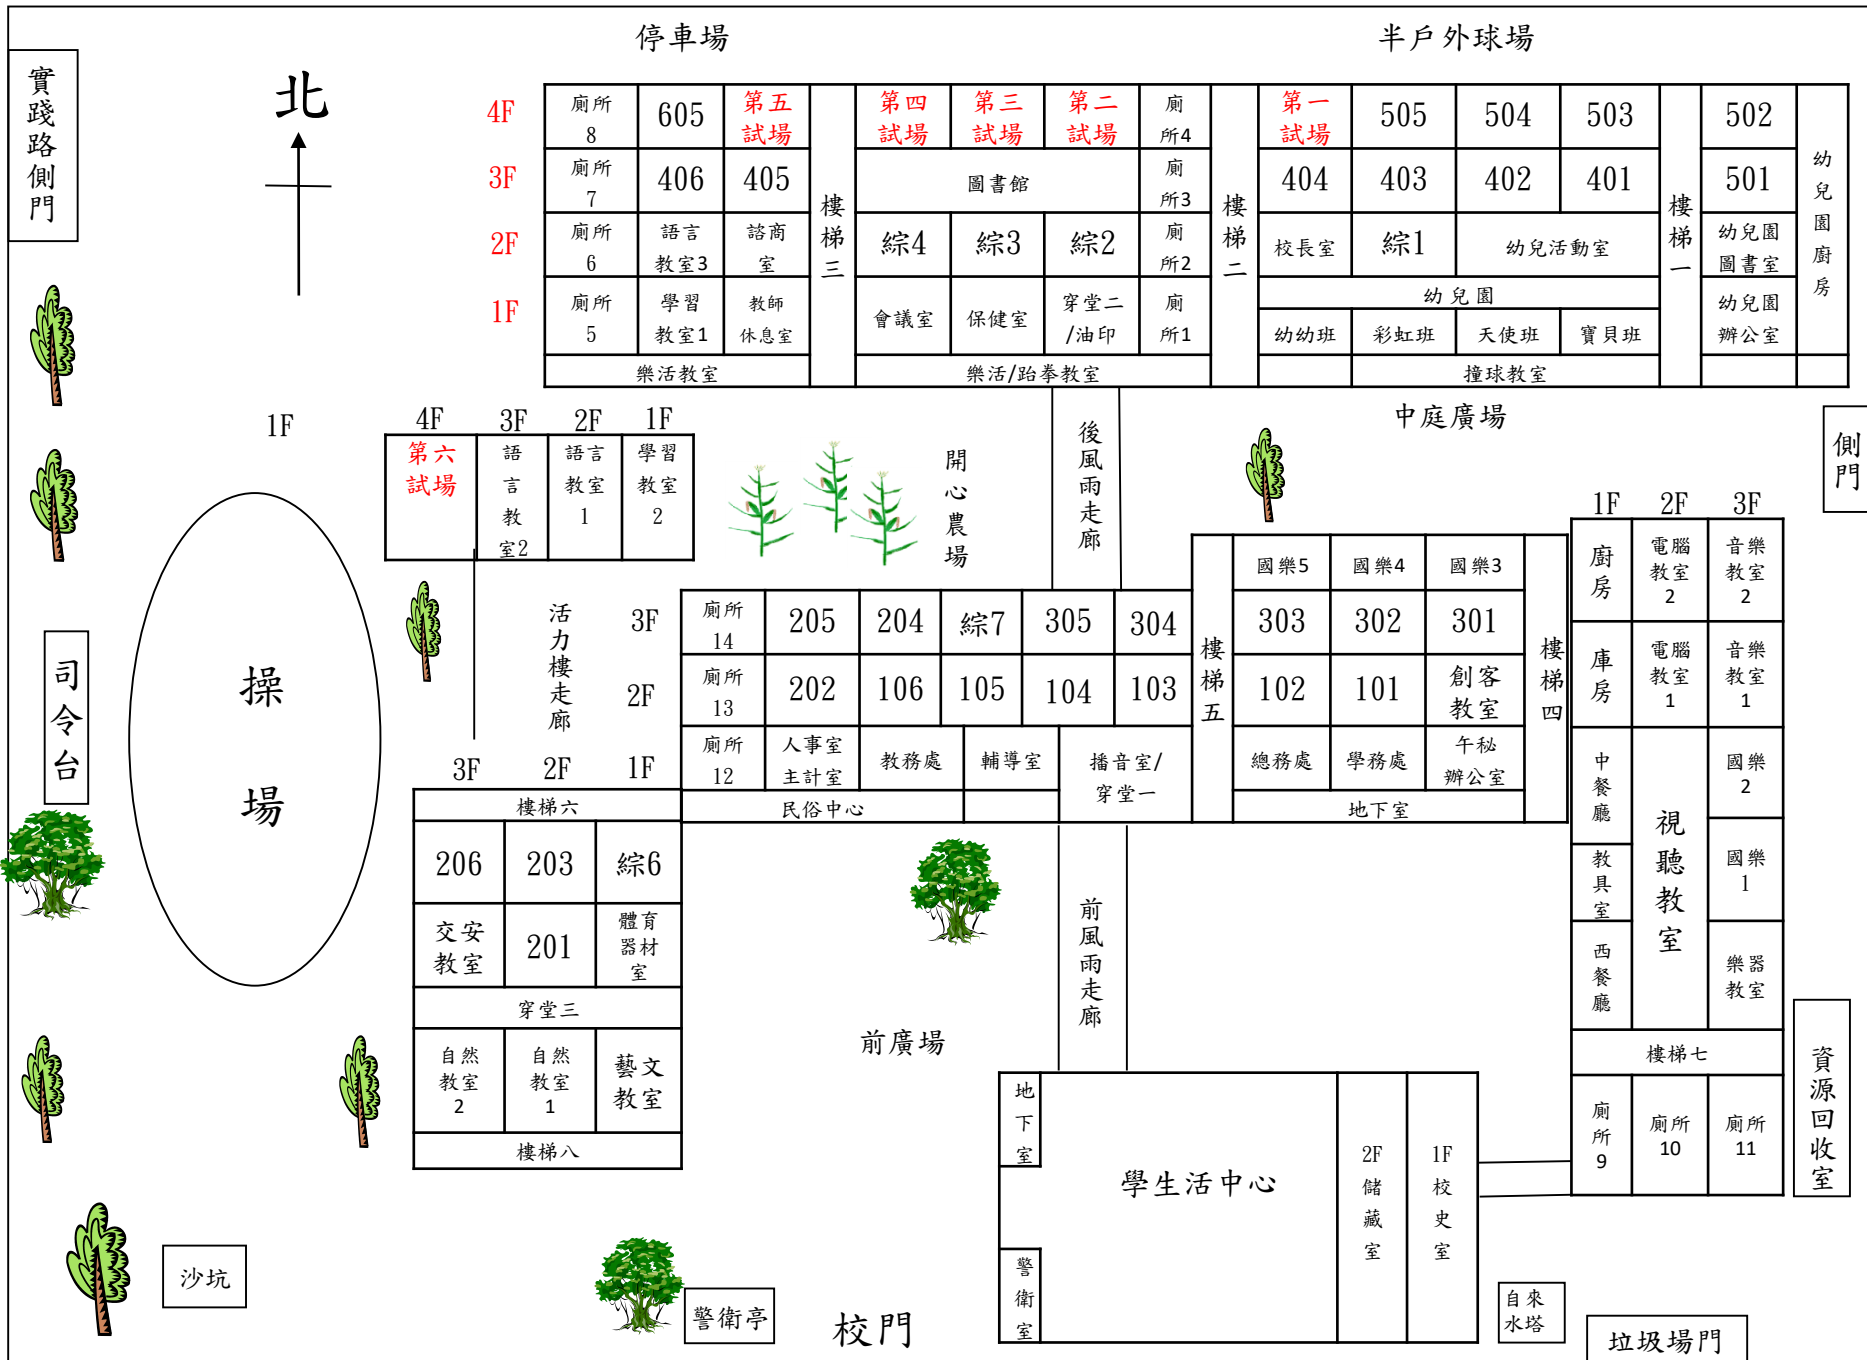 停車場
半戶外球場
實踐路側門
北
4F
廁所
8
605
第五
試場
第四
試場
第三
試場
第二
試場
廁
所4
第一
試場
505
504
503
502
3F
廁所
7
406
405
圖書館
廁
所3
404
403
402
401
501
樓梯三
樓梯二
樓梯一
幼兒園廚房
2F
廁所
6
語言
教室3
諮商
室
綜4
綜3
綜2
廁
所2
校長室
綜1
幼兒活動室
幼兒園
圖書室
1F
廁所
5
學習
教室1
教師
休息室
會議室
保健室
穿堂二
/油印
廁
所1
幼兒園
幼幼班
彩虹班
天使班
寶貝班
幼兒園
辦公室
樂活教室
樂活/跆拳教室
撞球教室
1F
4F
3F
2F
1F
第六
試場
語
言
教
室2
語言
教室
1
學習
教室
2
開心農場
後風雨走廊
中庭廣場
側門
1F
2F
3F
廚房
電腦
教室
2
音樂
教室
2
庫房
電腦
教室
1
音樂
教室
1
中餐廳
視聽教室
國樂
2
教具室
國樂
1
西餐廳
樂器
教室
樓梯七
廁所9
廁所
10
廁所
11
資源回收室
國樂5
國樂4
國樂3
活力樓走廊
3F
廁所
14
205
204
綜7
305
304
樓梯五
303
302
301
樓梯四
2F
廁所
13
202
106
105
104
103
102
101
創客
教室
1F
廁所
12
人事室
主計室
教務處
輔導室
播音室/
穿堂一
總務處
學務處
午秘
辦公室
民俗中心
地下室
司令台
操場
3F
2F
樓梯六
206
203
綜6
交安
教室
201
體育
器材
室
穿堂三
自然
教室
2
自然
教室
1
藝文
教室
樓梯八
前風雨走廊
前廣場
地下室
學生活中心
2F儲藏室
1F校史室
警衛室
沙坑
警衛亭
校門
自來
水塔
垃圾場門